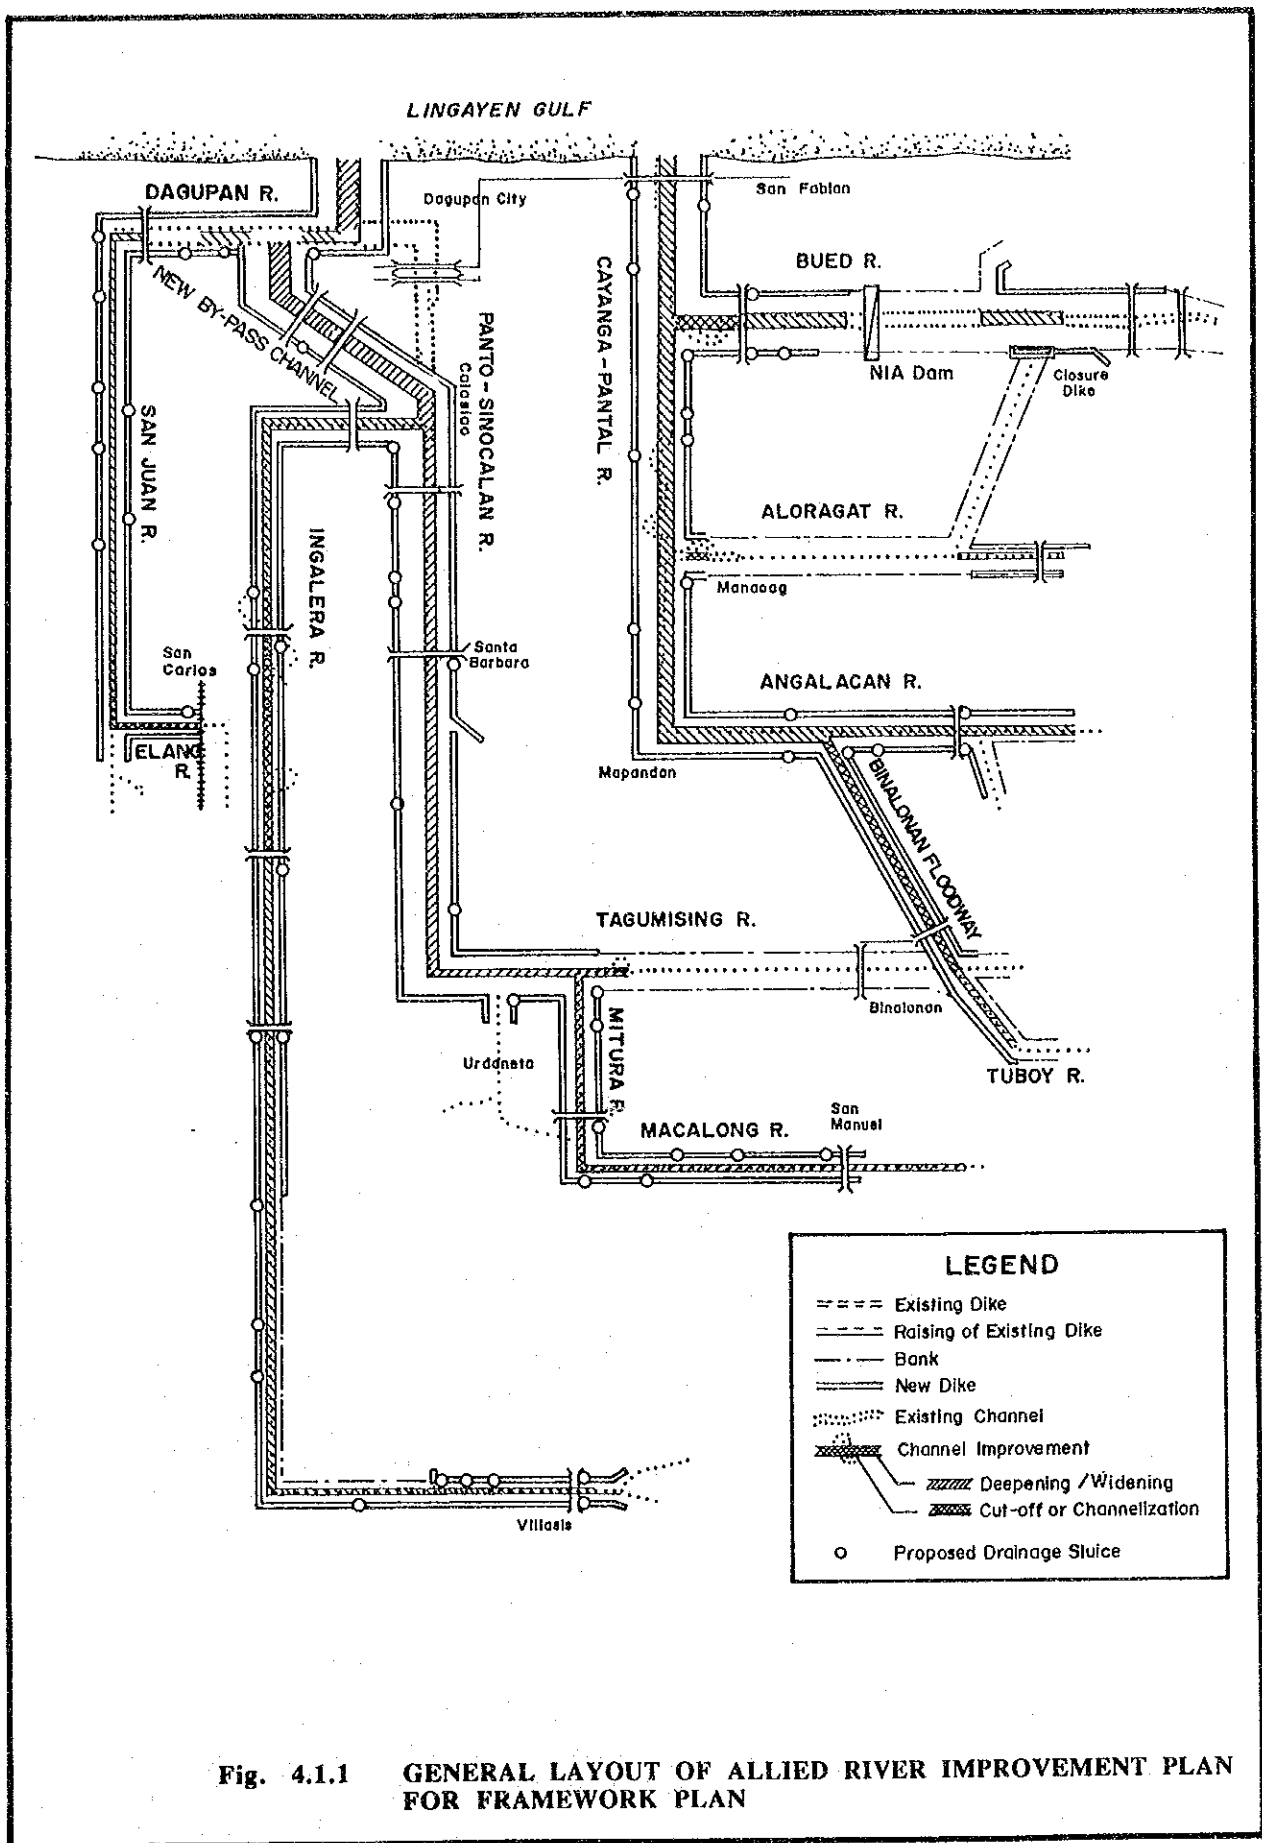 LINGAYEN GULF
DAGUPAN R.
Dagupan City
San Fabian
BUED R.
NEW BY-PASS CHANNEL
PANTO-SINOCALAN R.
Calasiao
CAYANGA-PANTAL R.
NIA Dam
Closure
Dike
SAN JUAN R.
INGALERA R.
ALORAGAT R.
Manaoag
San
Carlos
Santa
Barbara
ANGALACAN R.
ELANG
R.
Mapandan
BINALONAN FLOODWAY
TAGUMISING R.
Binalonan
Urdaneta
MITURA R.
TUBOY R.
MACALONG R.
San
Manuel
LEGEND
Existing Dike
Raising of Existing Dike
Bank
New Dike
Existing Channel
Channel Improvement
Deepening / Widening
Cut-off or Channelization
Proposed Drainage Sluice
Villasis
Fig. 4.1.1 GENERAL LAYOUT OF ALLIED RIVER IMPROVEMENT PLAN
FOR FRAMEWORK PLAN